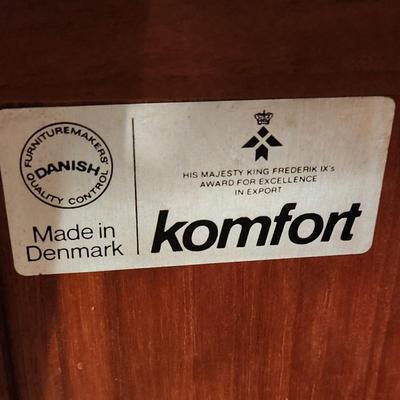 FURNITUREMAKERS'
DANISH
QUALITY CONTROL
Made in
Denmark
HIS MAJESTY KING FREDERIK IX's
AWARD FOR EXCELLENCE
IN EXPORT
komfort